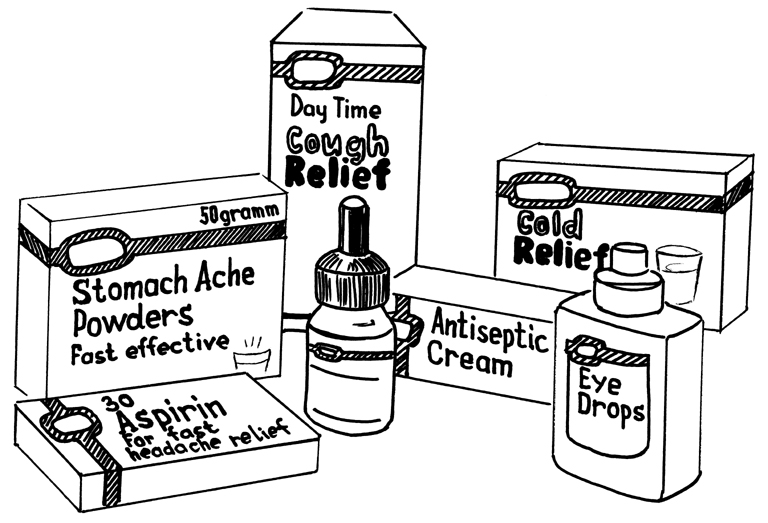 Day Time
Cough
Relief
50gramm
Stomach Ache
Powders
Fast effective
Cold
Relief
Antiseptic
Cream
Eye
Drops
30
Aspirin
For fast
headache relief